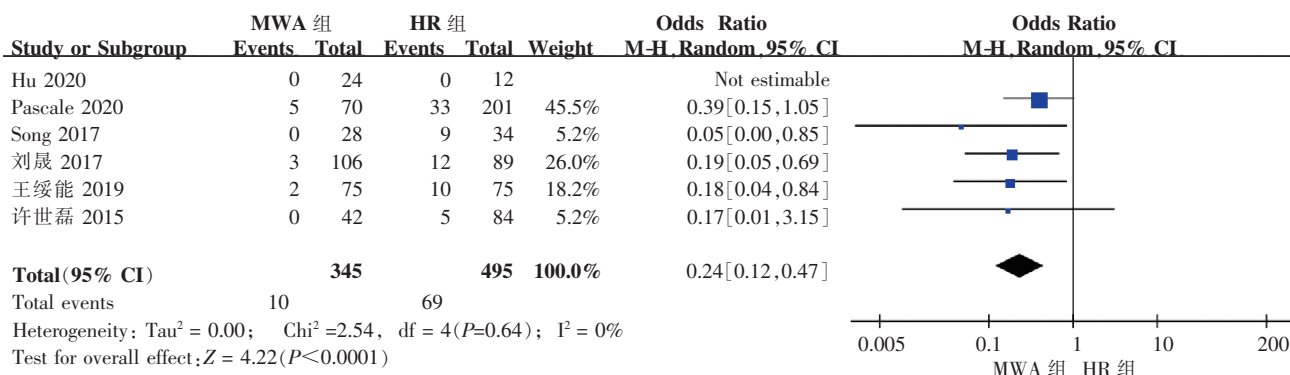 MWA 组 HR 组 Odds Ratio Odds Ratio
Study or Subgroup Events Total Events Total Weight M-H,Random,95% CI M-H,Random,95% CI
Hu 2020 0 24 0 12 Not estimable
Pascale 2020 5 70 33 201 45.5% 0.39[0.15,1.05]
Song 2017 0 28 9 34 5.2% 0.05[0.00,0.85]
刘晟 2017 3 106 12 89 26.0% 0.19[0.05,0.69]
王绥能 2019 2 75 10 75 18.2% 0.18[0.04,0.84]
许世磊 2015 0 42 5 84 5.2% 0.17[0.01,3.15]
Total(95% CI) 345 495 100.0% 0.24[0.12,0.47]
Total events 10 69
Heterogeneity: Tau² = 0.00; Chi² =2.54, df = 4(P=0.64); I² = 0%
Test for overall effect:Z = 4.22(P<0.0001)
0.005 0.1 1 10 200
MWA 组 HR 组